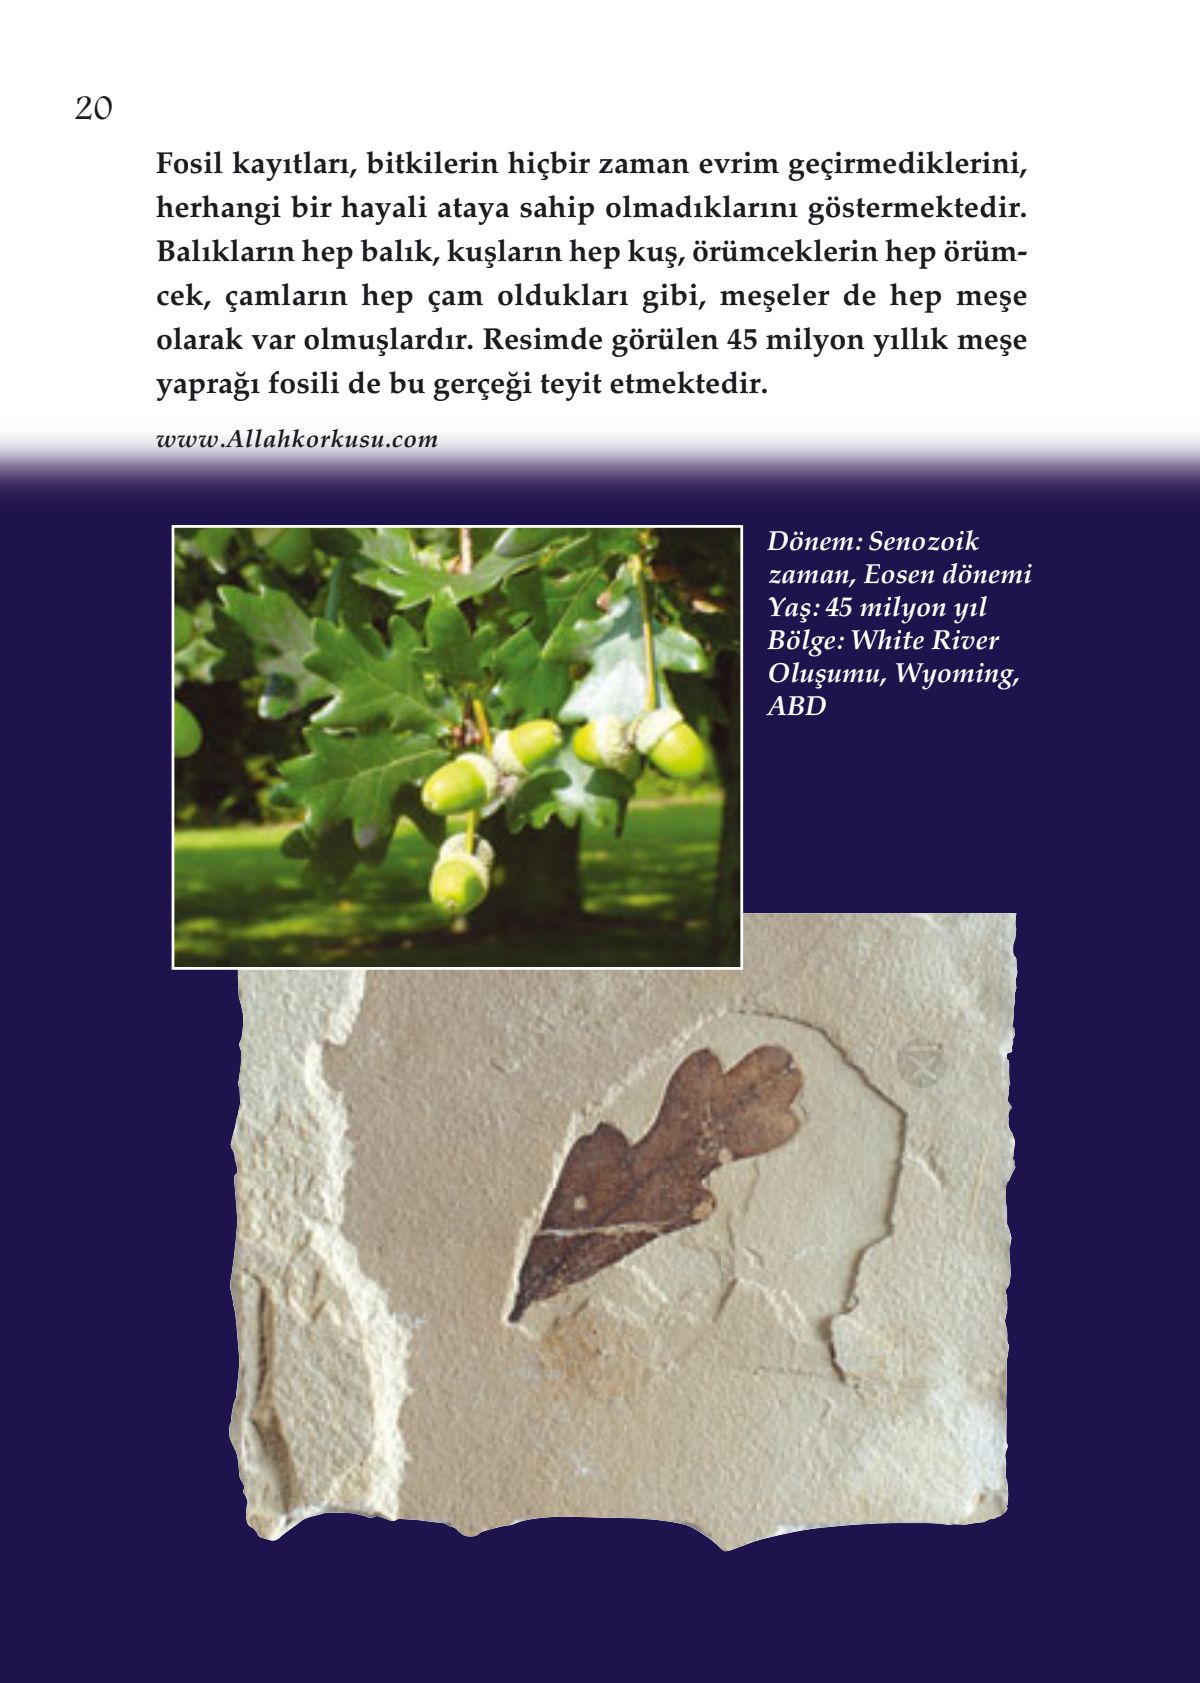 20
Fosil kayıtları, bitkilerin hiçbir zaman evrim geçirmediklerini,
herhangi bir hayali ataya sahip olmadıklarını göstermektedir.
Balıkların hep balık, kuşların hep kuş, örümceklerin hep örüm-
cek, çamların hep çam oldukları gibi, meşeler de hep meşe
olarak var olmuşlardır. Resimde görülen 45 milyon yıllık meşe
yaprağı fosili de bu gerçeği teyit etmektedir.
www.Allahkorkusu.com
Dönem: Senozoik
zaman, Eosen dönemi
Yaş: 45 milyon yıl
Bölge: White River
Oluşumu, Wyoming,
ABD